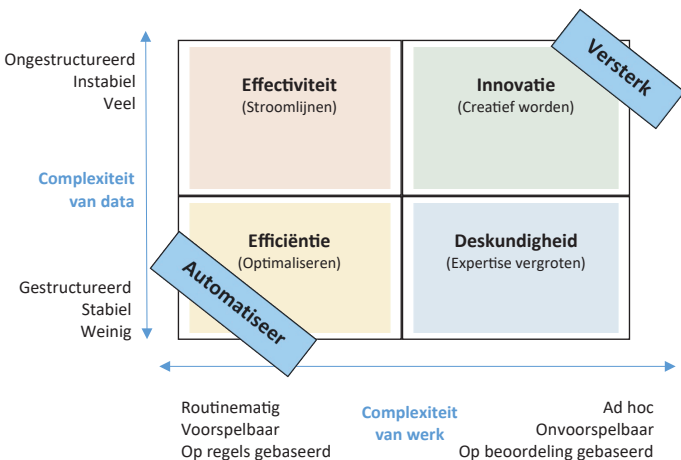 Ongestructureerd
Instabiel
Veel
Complexiteit
van data
Gestructureerd
Stabiel
Weinig
Effectiviteit
(Stroomlijnen)
Innovatie
(Creatief worden)
Versterk
Efficiëntie
(Optimaliseren)
Deskundigheid
(Expertise vergroten)
Automatiseer
Routinematig
Voorspelbaar
Op regels gebaseerd
Complexiteit
van werk
Ad hoc
Onvoorspelbaar
Op beoordeling gebaseerd